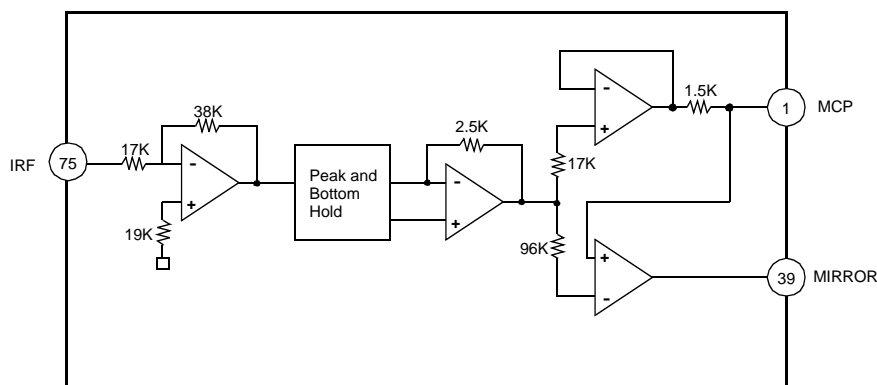 IRF
75
17K
38K
-
+
19K
Peak and
Bottom
Hold
2.5K
-
+
17K
96K
-
+
1.5K
1
MCP
+
-
39
MIRROR